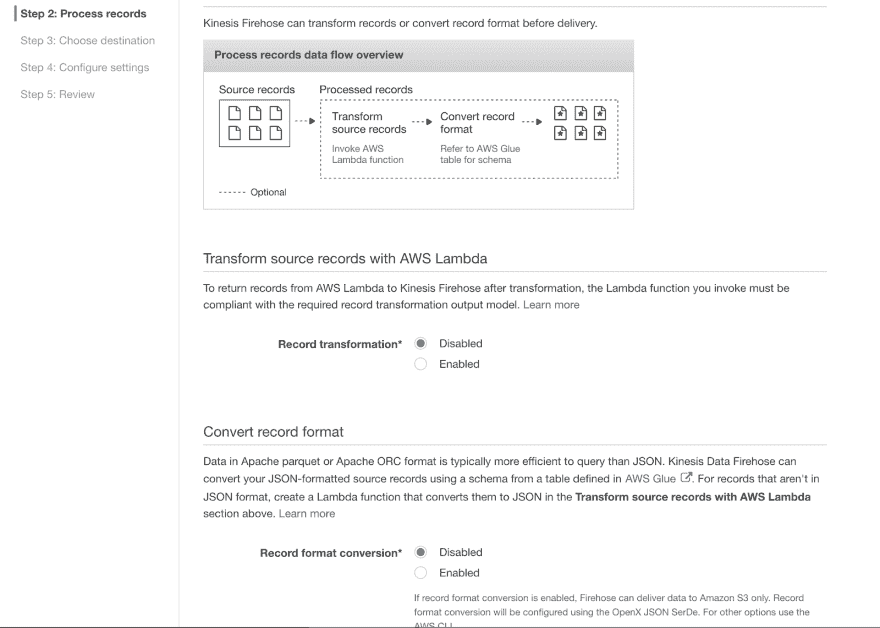 Step 2: Process records
Step 3: Choose destination
Step 4: Configure settings
Step 5: Review
Kinesis Firehose can transform records or convert record format before delivery.
Process records data flow overview
Source records
Processed records
Transform
source records
Invoke AWS
Lambda function
Convert record
format
Refer to AWS Glue
table for schema
Optional
Transform source records with AWS Lambda
To return records from AWS Lambda to Kinesis Firehose after transformation, the Lambda function you invoke must be
compliant with the required record transformation output model. Learn more
Record transformation*
Disabled
Enabled
Convert record format
Data in Apache parquet or Apache ORC format is typically more efficient to query than JSON. Kinesis Data Firehose can
convert your JSON-formatted source records using a schema from a table defined in AWS Glue. For records that aren't in
JSON format, create a Lambda function that converts them to JSON in the Transform source records with AWS Lambda
section above. Learn more
Record format conversion*
Disabled
Enabled
If record format conversion is enabled, Firehose can deliver data to Amazon S3 only. Record
format conversion will be configured using the OpenX JSON SerDe. For other options use the
AWS CLI